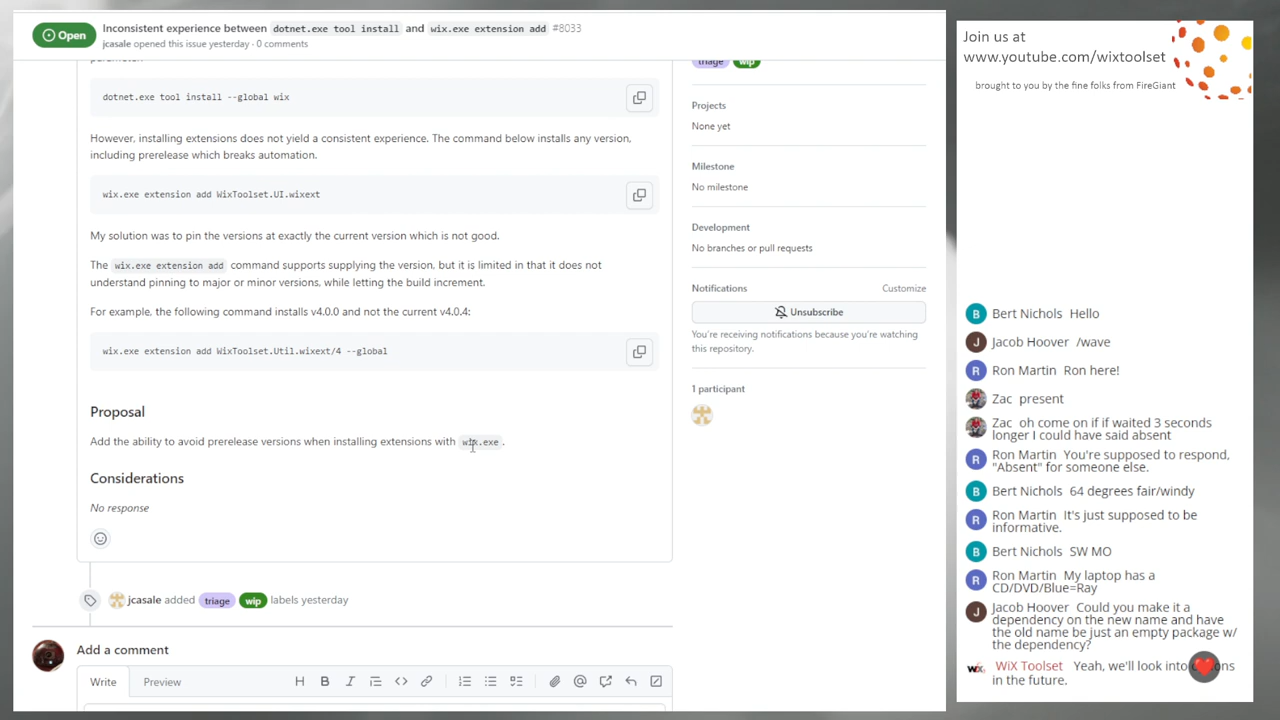 Open
Inconsistent experience between dotnet.exe tool install and wix.exe extension add #8033
jcasale opened this issue yesterday · 0 comments
parameter.
dotnet.exe tool install --global wix
However, installing extensions does not yield a consistent experience. The command below installs any version,
including prerelease which breaks automation.
wix.exe extension add WixToolset.UI.wixext
My solution was to pin the versions at exactly the current version which is not good.
The wix.exe extension add command supports supplying the version, but it is limited in that it does not
understand pinning to major or minor versions, while letting the build increment.
For example, the following command installs v4.0.0 and not the current v4.0.4:
wix.exe extension add WixToolset.Util.wixext/4 --global
Proposal
Add the ability to avoid prerelease versions when installing extensions with wix.exe.
Considerations
No response
jcasale added triage wip labels yesterday
Add a comment
Write Preview
triage wip
Projects
None yet
Milestone
No milestone
Development
No branches or pull requests
Notifications Customize
Unsubscribe
You're receiving notifications because you're watching
this repository.
1 participant
Join us at
www.youtube.com/wixtoolset
brought to you by the fine folks from FireGiant
B Bert Nichols Hello
J Jacob Hoover /wave
R Ron Martin Ron here!
Zac present
Zac oh come on if if waited 3 seconds
longer I could have said absent
R Ron Martin You're supposed to respond,
"Absent" for someone else.
B Bert Nichols 64 degrees fair/windy
R Ron Martin It's just supposed to be
informative.
B Bert Nichols SW MO
R Ron Martin My laptop has a
CD/DVD/Blue=Ray
J Jacob Hoover Could you make it a
dependency on the new name and have
the old name be just an empty package w/
the dependency?
WiX WiX Toolset Yeah, we'll look into
in the future.